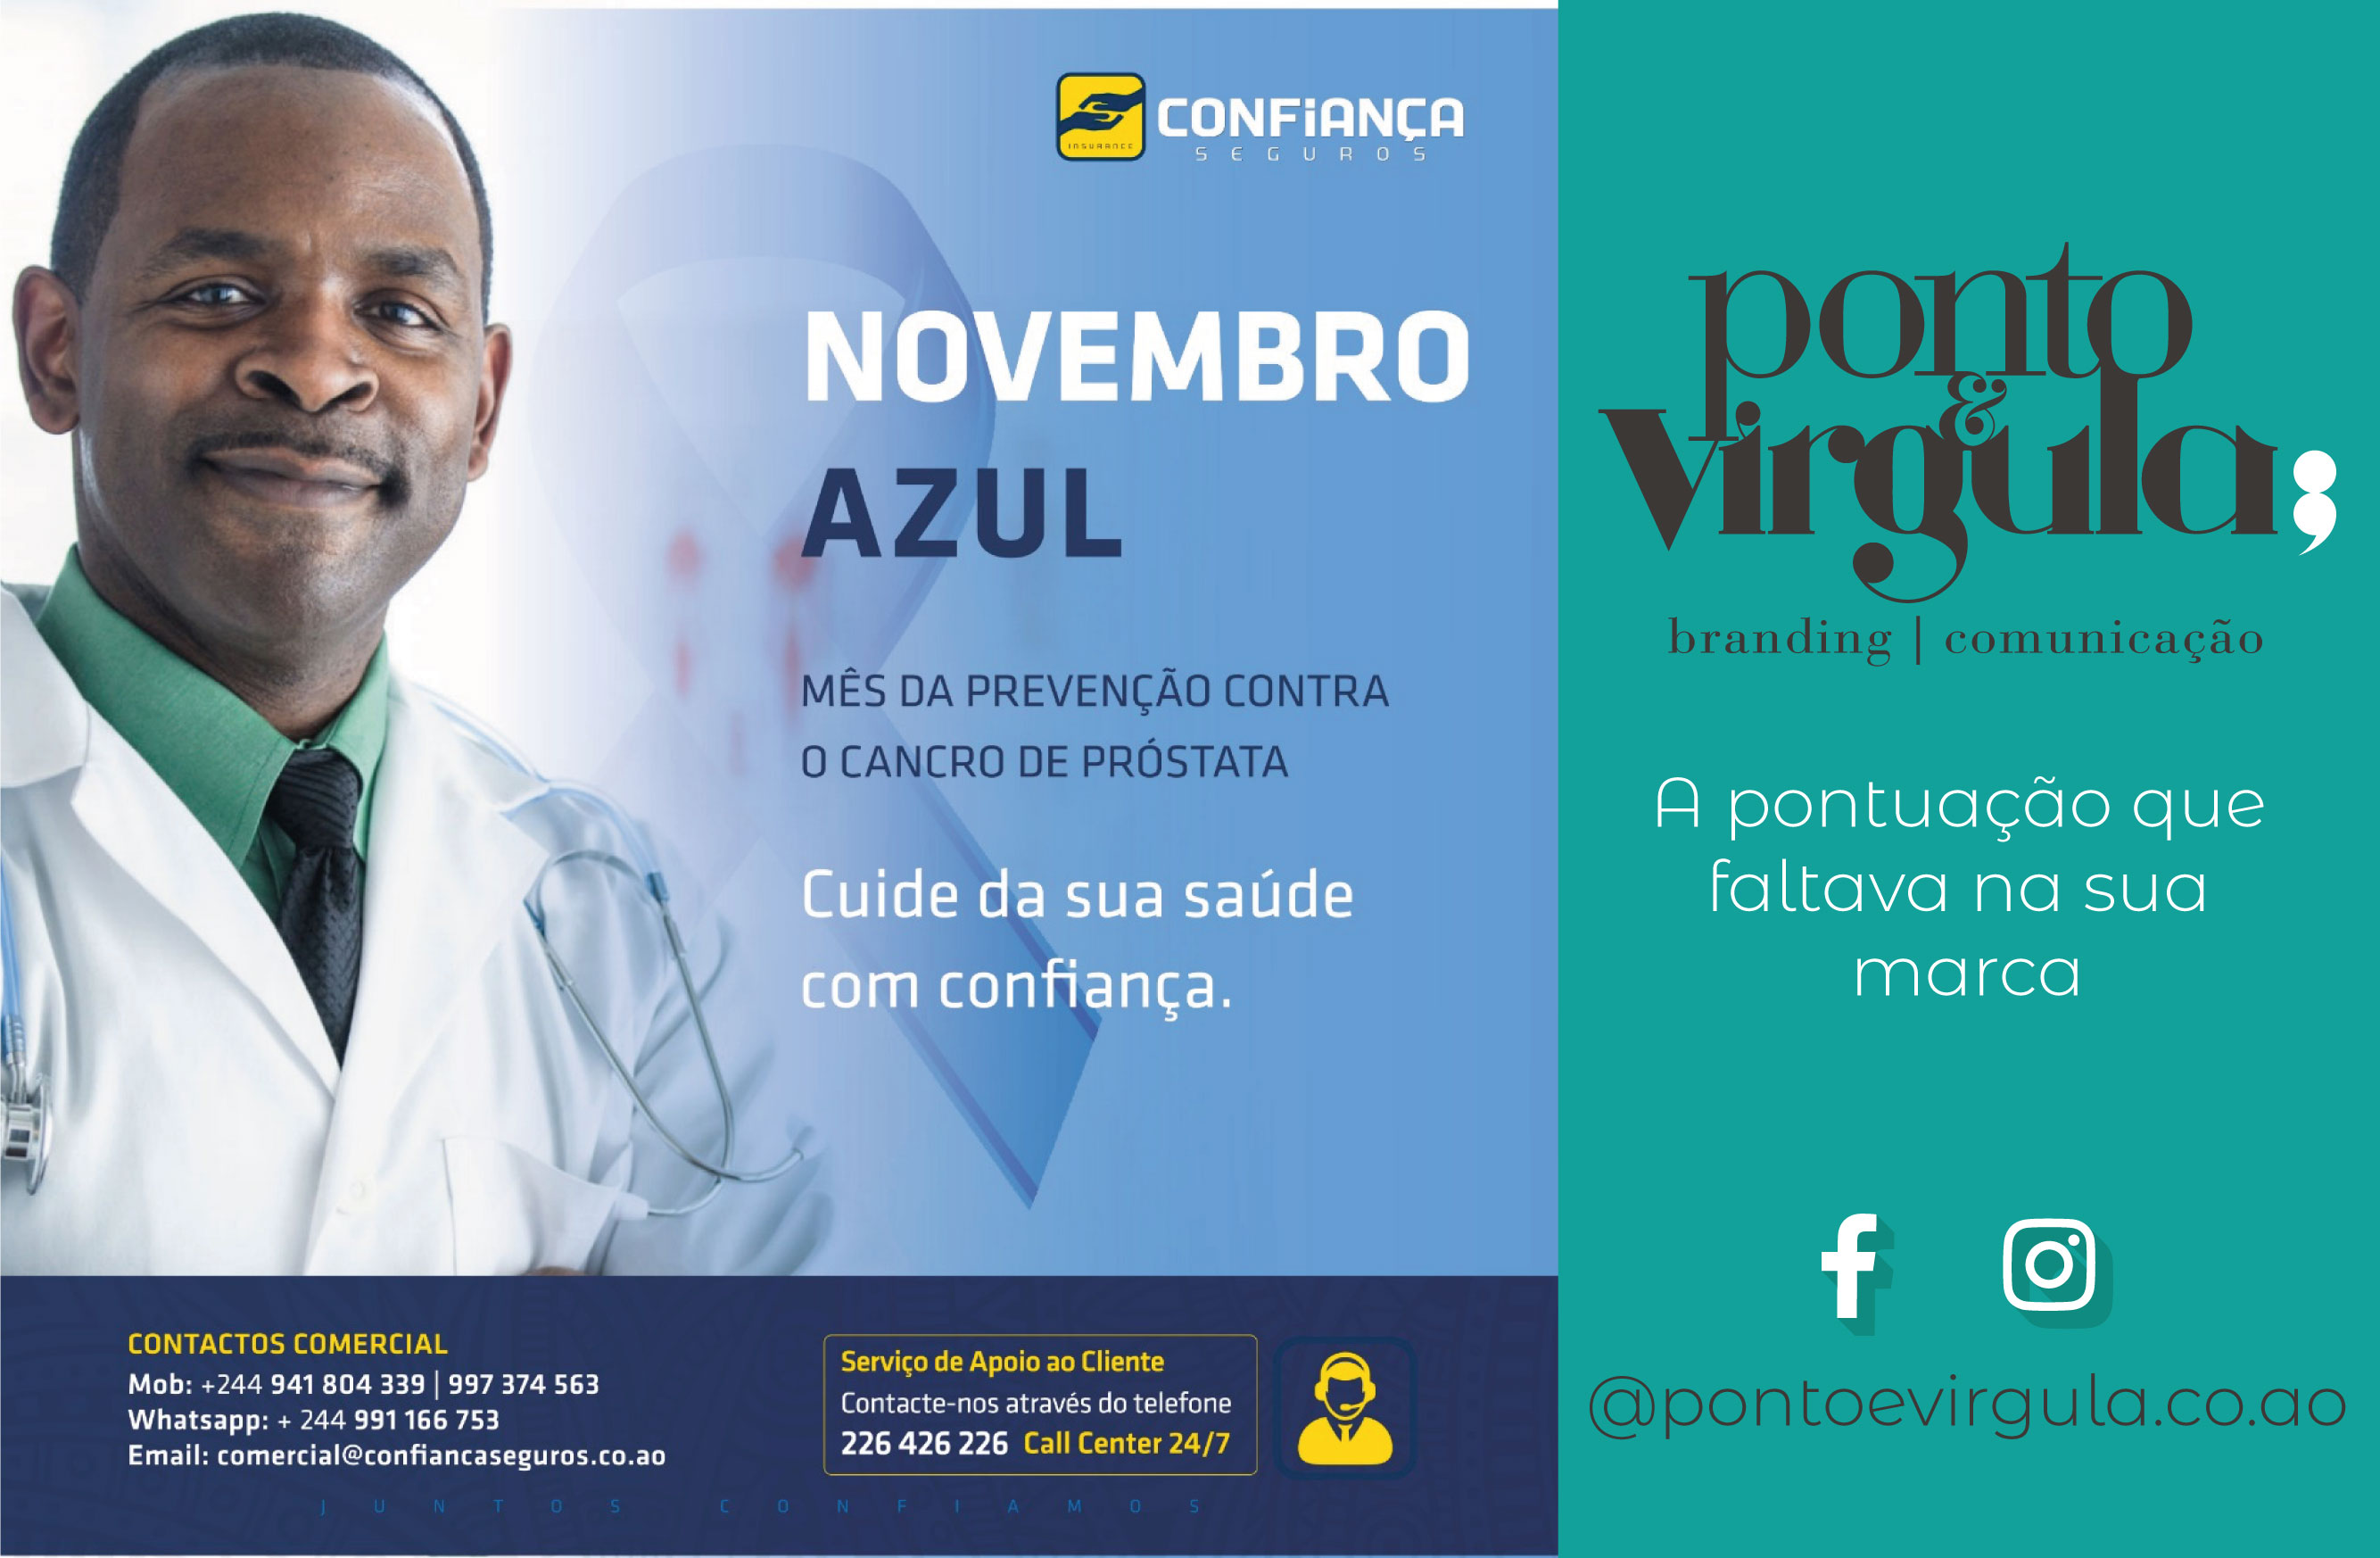 INSURANCE
CONFiANÇA
SEGUROS
NOVEMBRO
AZUL
MÊS DA PREVENÇÃO CONTRA
O CANCRO DE PRÓSTATA
Cuide da sua saúde
com confiança.
CONTACTOS COMERCIAL
Mob: +244 941 804 339 | 997 374 563
Whatsapp: + 244 991 166 753
Email: comercial@confiancaseguros.co.ao
Serviço de Apoio ao Cliente
Contacte-nos através do telefone
226 426 226 Call Center 24/7
JUNTOS CONFIAMOS
ponto
&
virgula;
branding | comunicação
A pontuação que
faltava na sua
marca
@pontoevirgula.co.ao